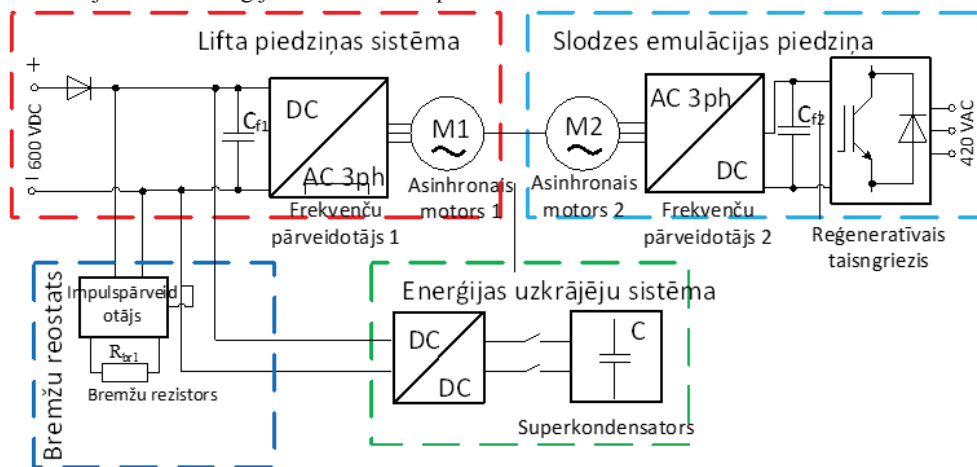 Lifta piedziņas sistēma
Slodzes emulācijas piedziņa
+
600 VDC
Cf1
DC
AC 3ph
M1
M2
AC 3ph
DC
Cf2
420 VAC
Asinhronais
motors 1
Frekvenču
pārveidotājs 1
Asinhronais
motors 2
Frekvenču
pārveidotājs 2
Reģeneratīvais
taisngriezis
Bremžu reostats
Impulspārveid
otājs
Rbr1
Bremžu rezistors
Enerģijas uzkrājēju sistēma
DC
DC
C
Superkondensators